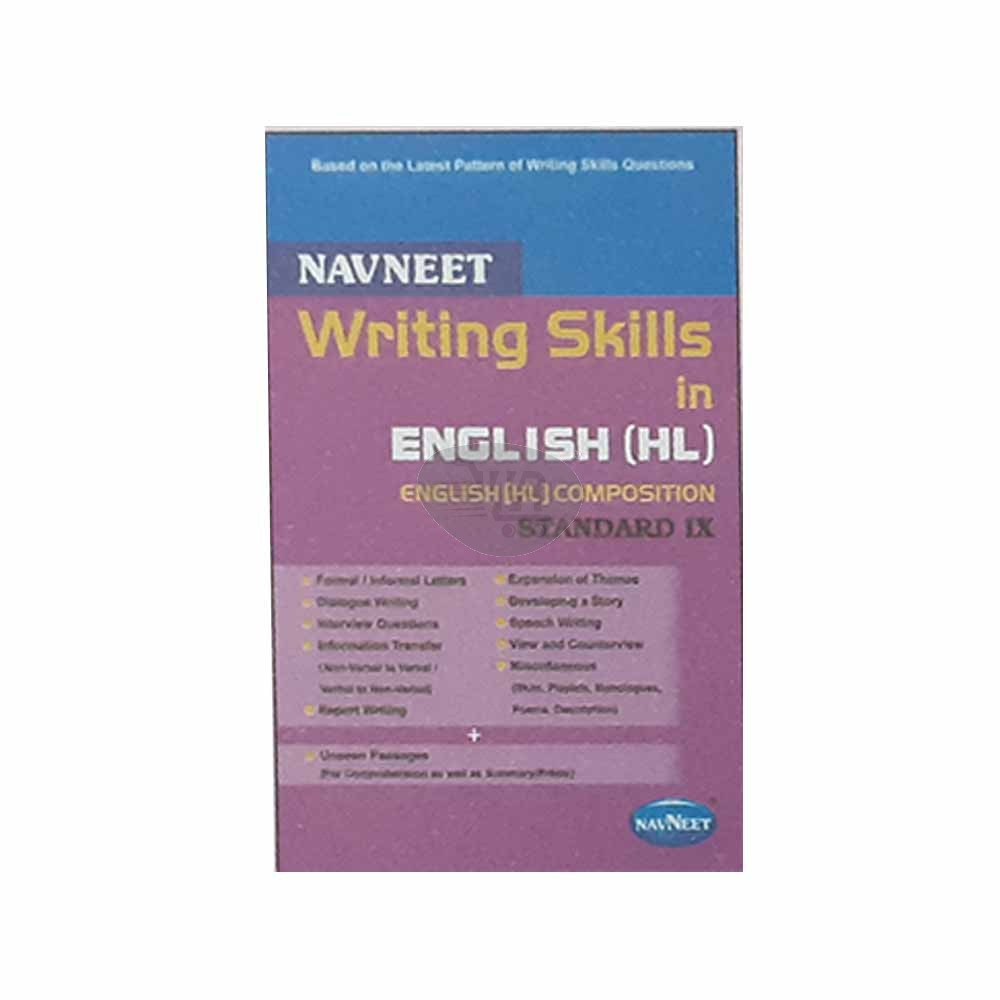 Based on the Latest Pattern of Writing Skills Questions
NAVNEET
Writing Skills
in
ENGLISH (HL)
ENGLISH (HL) COMPOSITION
STANDARD IX
Formal / Informal Letters
Dialogue Writing
Interview Questions
Information Transfer
(Non-Verbal to Verbal /
Verbal to Non-Verbal)
Report Writing
Expansion of Themes
Developing a Story
Speech Writing
View and Counterview
Miscellaneous
(Skits, Playlets, Monologues,
Poems, Description)
+
Unseen Passages
(For Comprehension as well as Summary/Précis)
NAVNEET